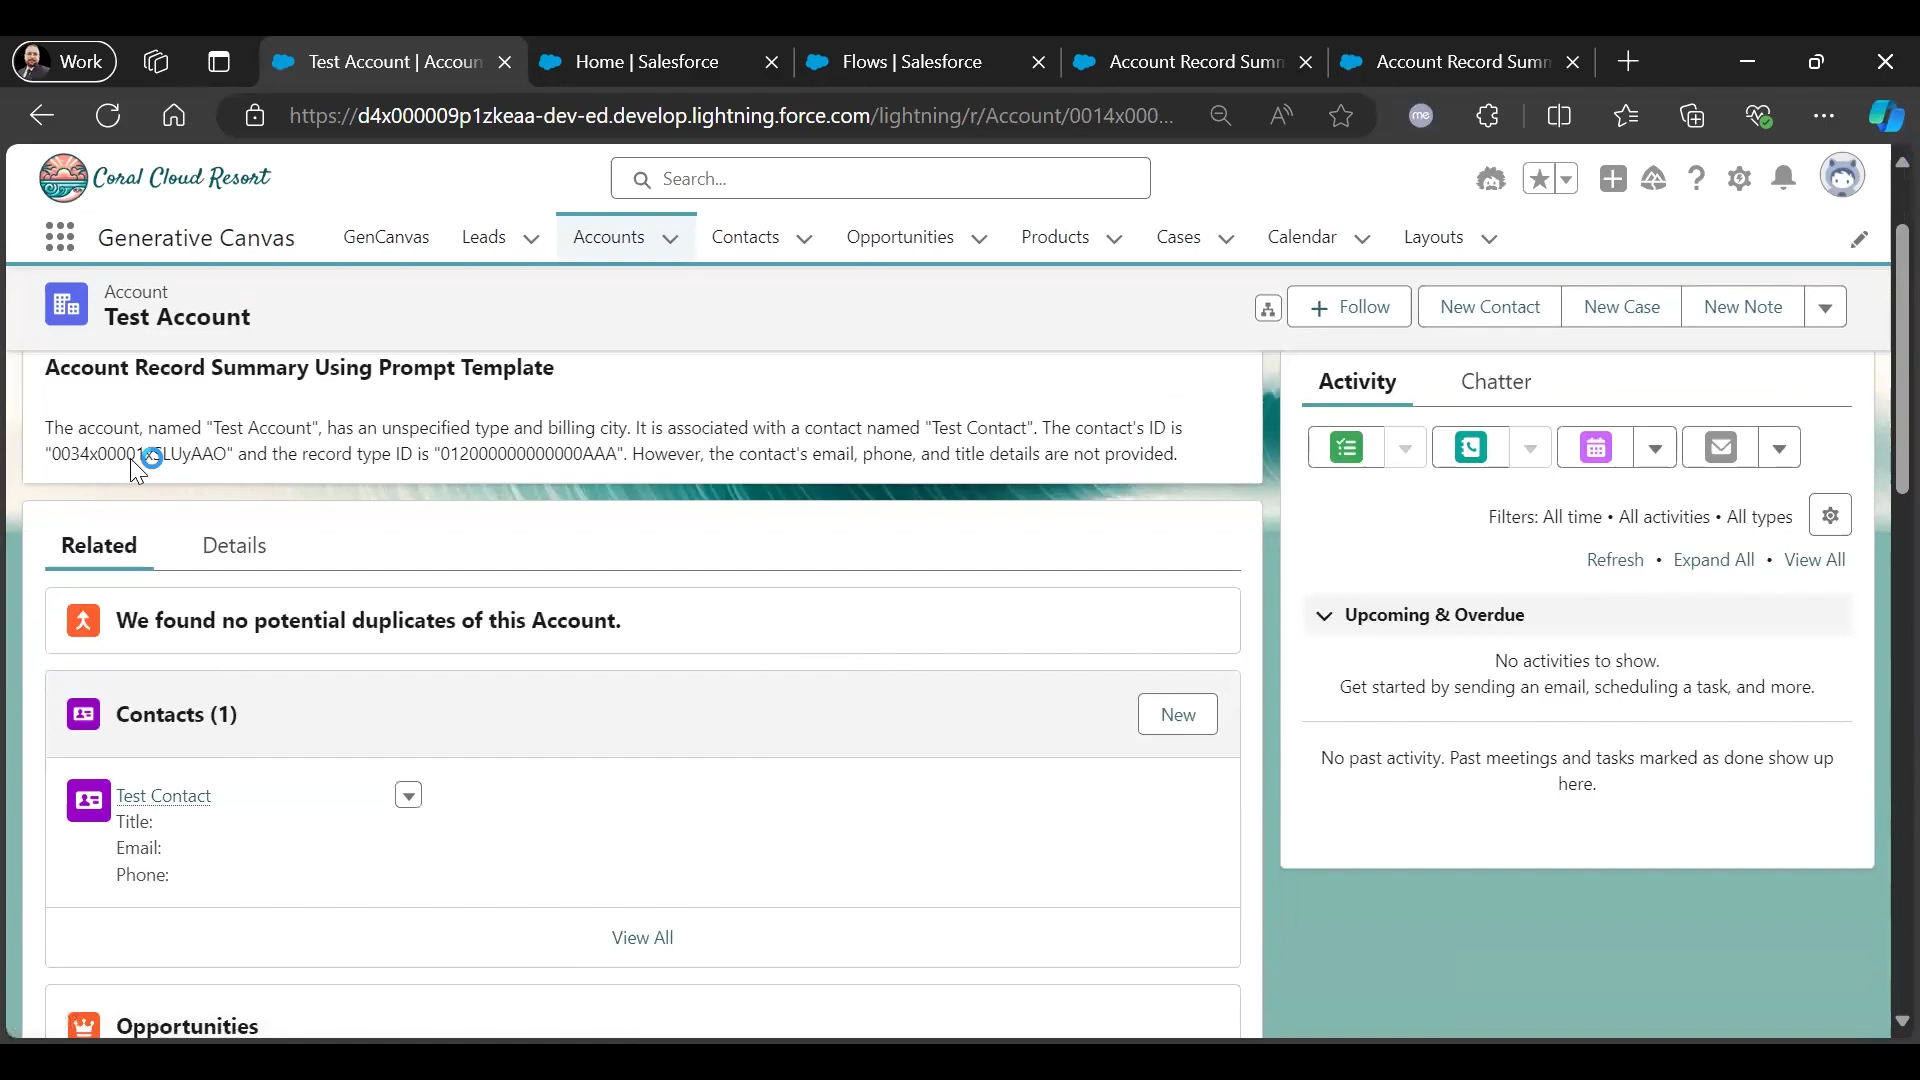 Work
Test Account | Accoun
Home | Salesforce
Flows | Salesforce
Account Record Sumn
Account Record Sumn
https://d4x000009p1zkeaa-dev-ed.develop.lightning.force.com/lightning/r/Account/0014x000...
me
Coral Cloud Resort
Search...
Generative Canvas
GenCanvas
Leads
Accounts
Contacts
Opportunities
Products
Cases
Calendar
Layouts
Account
Test Account
Follow
New Contact
New Case
New Note
Account Record Summary Using Prompt Template
The account, named "Test Account", has an unspecified type and billing city. It is associated with a contact named "Test Contact". The contact's ID is
and the record type ID is "012000000000000AAA". However, the contact's email, phone, and title details are not provided.
Related
Details
We found no potential duplicates of this Account.
Contacts (1)
New
Test Contact
Title:
Email:
Phone:
View All
Opportunities
Activity
Chatter
Filters: All time • All activities • All types
Refresh • Expand All • View All
Upcoming & Overdue
No activities to show.
Get started by sending an email, scheduling a task, and more.
No past activity. Past meetings and tasks marked as done show up
here.